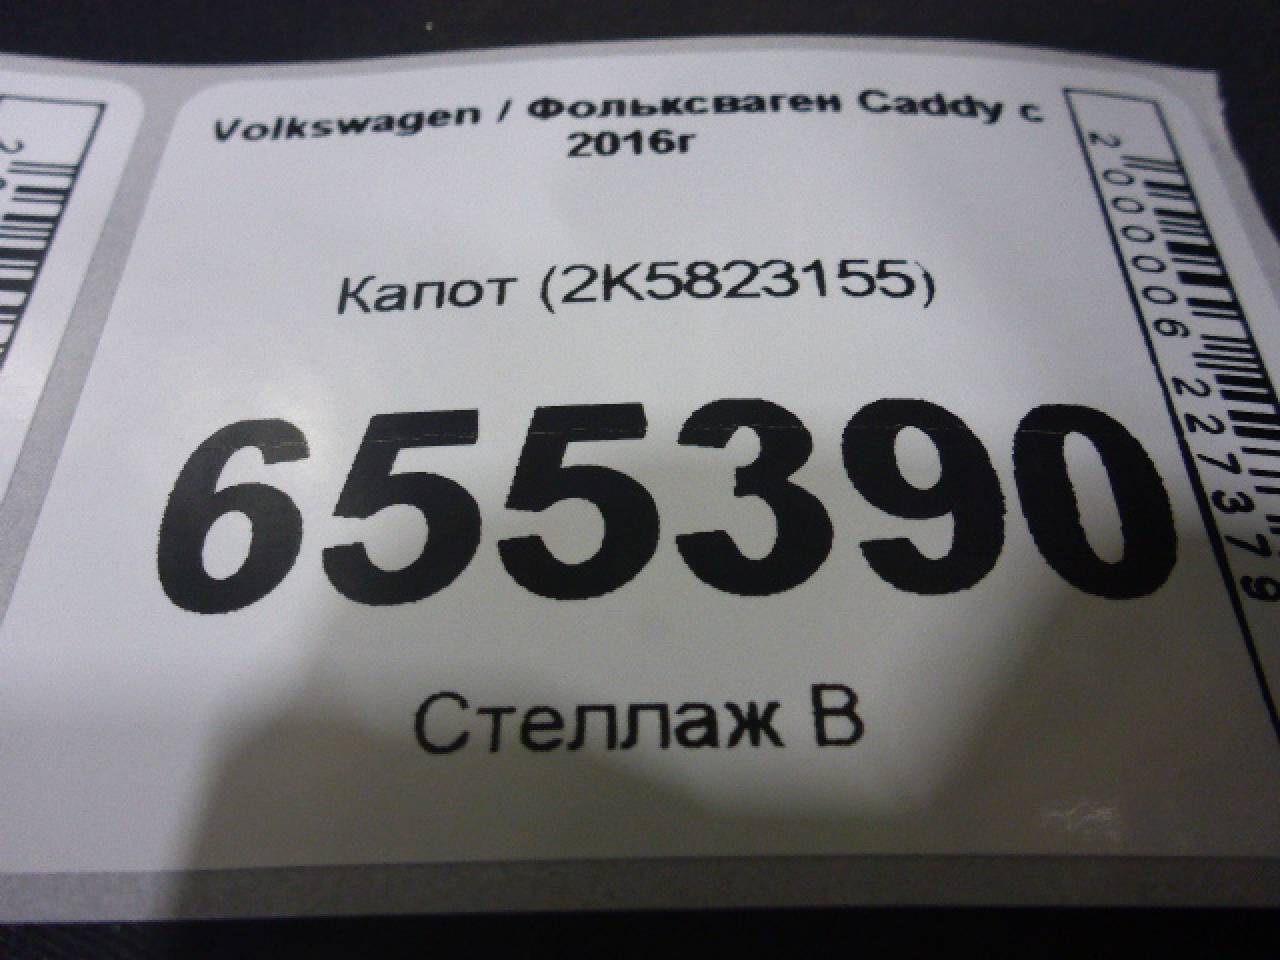 Volkswagen / Фольксваген Caddy с
2016г
Капот (2K5823155)
655390
Стеллаж В
2000006227379